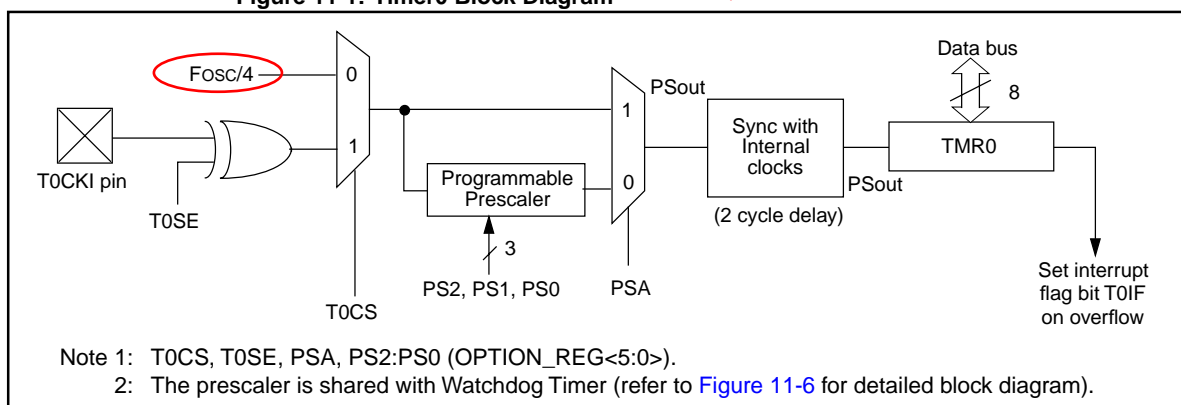 Figure 11-1: Timer0 Block Diagram
Data bus
FOSC/4
0
PSout
8
1
Sync with
Internal
clocks
TMR0
1
T0CKI pin
Programmable
Prescaler
0
PSout
T0SE
(2 cycle delay)
3
T0CS
PS2, PS1, PS0
PSA
Set interrupt
flag bit T0IF
on overflow
Note 1: T0CS, T0SE, PSA, PS2:PS0 (OPTION_REG<5:0>).
2: The prescaler is shared with Watchdog Timer (refer to Figure 11-6 for detailed block diagram).